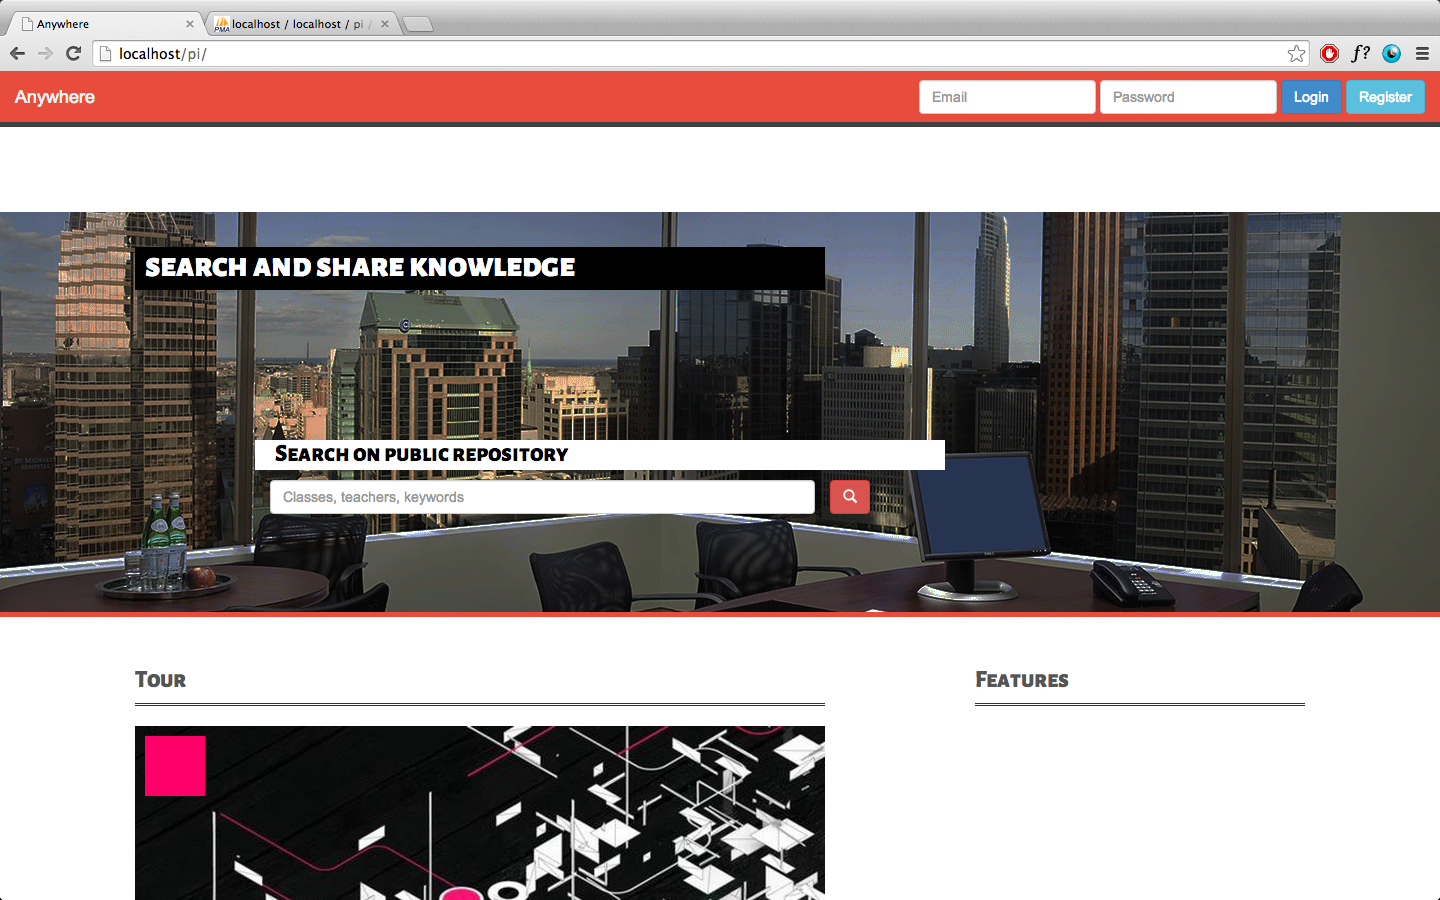 Anywhere
localhost / localhost / pi /
localhost/pi/
f?
Anywhere
Email
Password
Login
Register
SEARCH AND SHARE KNOWLEDGE
SEARCH ON PUBLIC REPOSITORY
Classes, teachers, keywords
TOUR
FEATURES